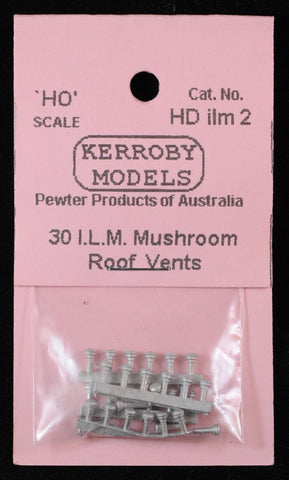 'HO'
SCALE
Cat. No.
HD ilm 2
KERROBY
MODELS
Pewter Products of Australia
30 I.L.M. Mushroom
Roof Vents